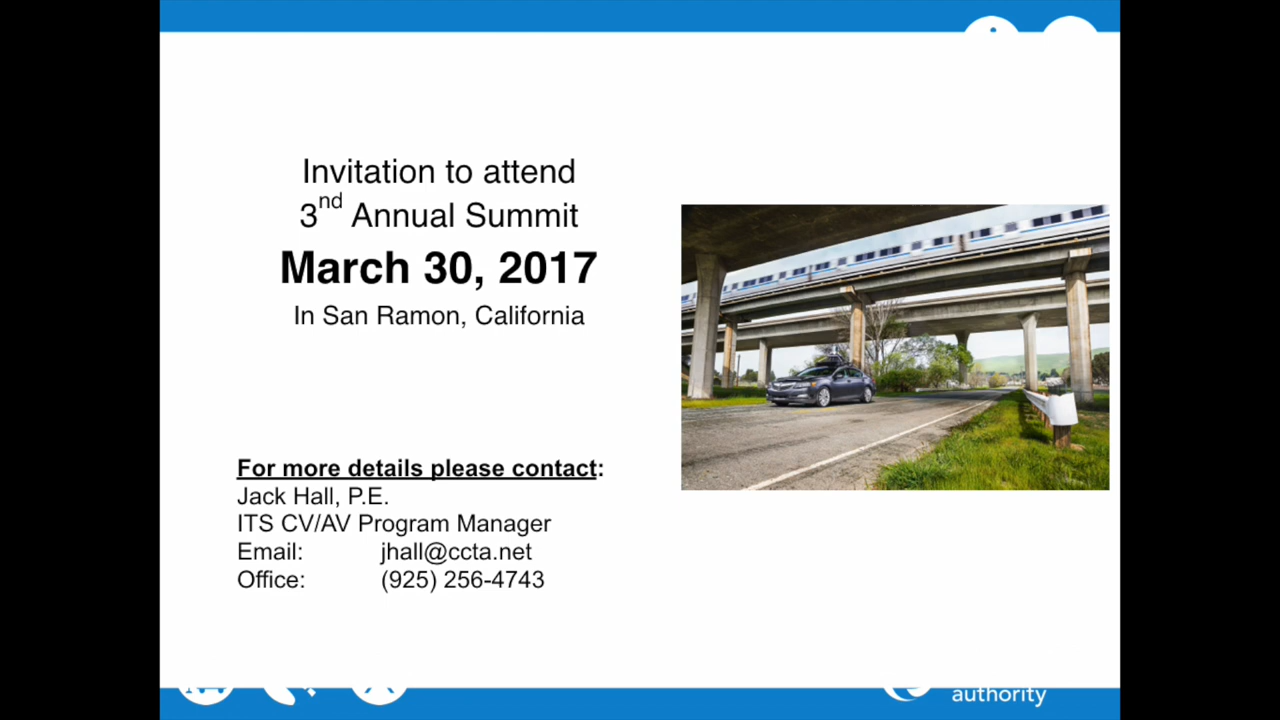 Invitation to attend
3nd Annual Summit
March 30, 2017
In San Ramon, California
For more details please contact:
Jack Hall, P.E.
ITS CV/AV Program Manager
Email: jhall@ccta.net
Office: (925) 256-4743
authority